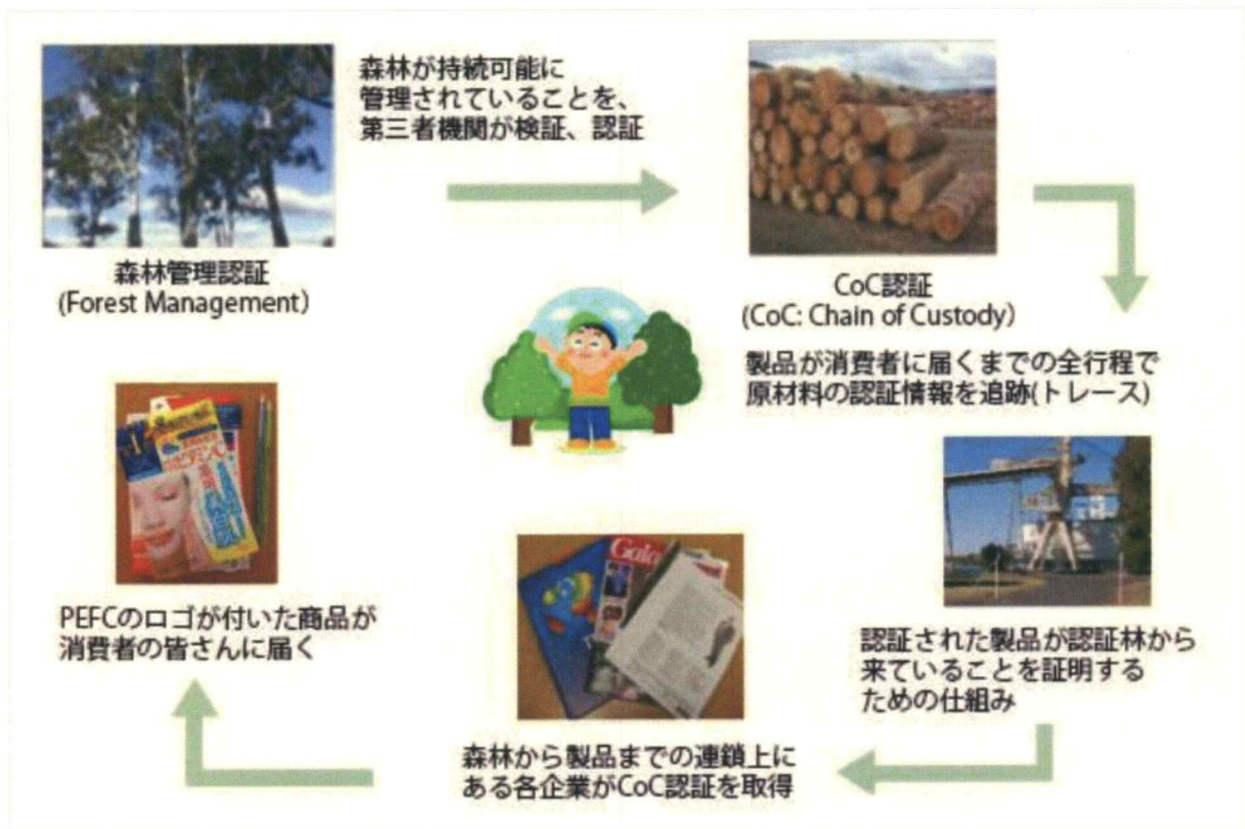 森林が持続可能に
管理されていることを、
第三者機関が検証、認証
森林管理認証
(Forest Management)
CoC認証
(CoC: Chain of Custody)
製品が消費者に届くまでの全行程で
原材料の認証情報を追跡(トレース)
認証された製品が認証林から
来ていることを証明する
ための仕組み
Gala
森林から製品までの連鎖上に
ある各企業がCoC認証を取得
ビタミンC
PEFCのロゴが付いた商品が
消費者の皆さんに届く